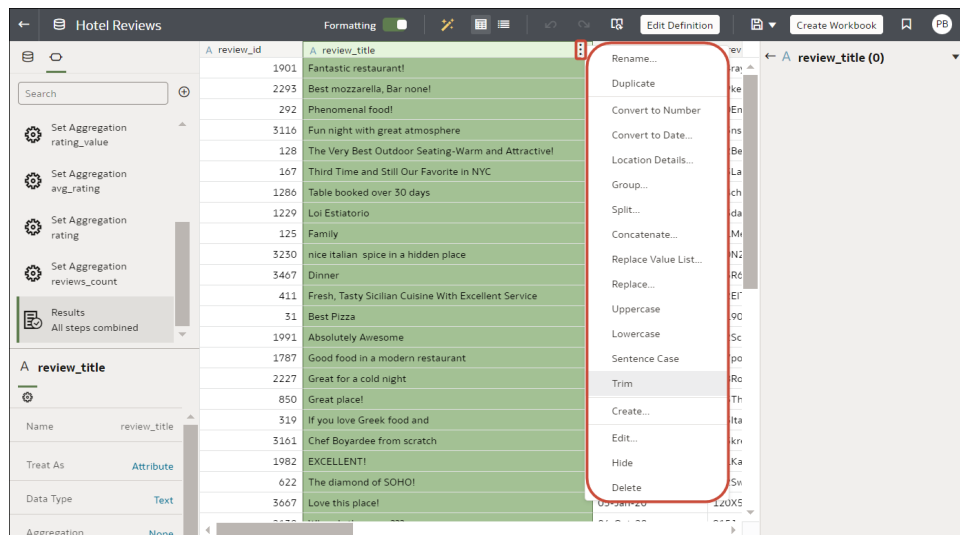 Hotel Reviews
Formatting
Edit Definition
Create Workbook
PB
Search
Set Aggregation
rating_value
Set Aggregation
avg_rating
Set Aggregation
rating
Set Aggregation
reviews_count
Results
All steps combined
A review_title
Name review_title
Treat As Attribute
Data Type Text
Aggregation None
A review_id A review_title
1901 Fantastic restaurant!
2293 Best mozzarella, Bar none!
292 Phenomenal food!
3116 Fun night with great atmosphere
128 The Very Best Outdoor Seating-Warm and Attractive!
167 Third Time and Still Our Favorite in NYC
1286 Table booked over 30 days
1229 Loi Estiatorio
125 Family
3230 nice italian spice in a hidden place
3467 Dinner
411 Fresh, Tasty Sicilian Cuisine With Excellent Service
31 Best Pizza
1991 Absolutely Awesome
1787 Good food in a modern restaurant
2227 Great for a cold night
850 Great place!
319 If you love Greek food and
3161 Chef Boyardee from scratch
1982 EXCELLENT!
622 The diamond of SOHO!
3667 Love this place!
Rename...
Duplicate
Convert to Number
Convert to Date...
Location Details...
Group...
Split...
Concatenate...
Replace Value List...
Replace...
Uppercase
Lowercase
Sentence Case
Trim
Create...
Edit...
Hide
Delete
120X5
A review_title (0)